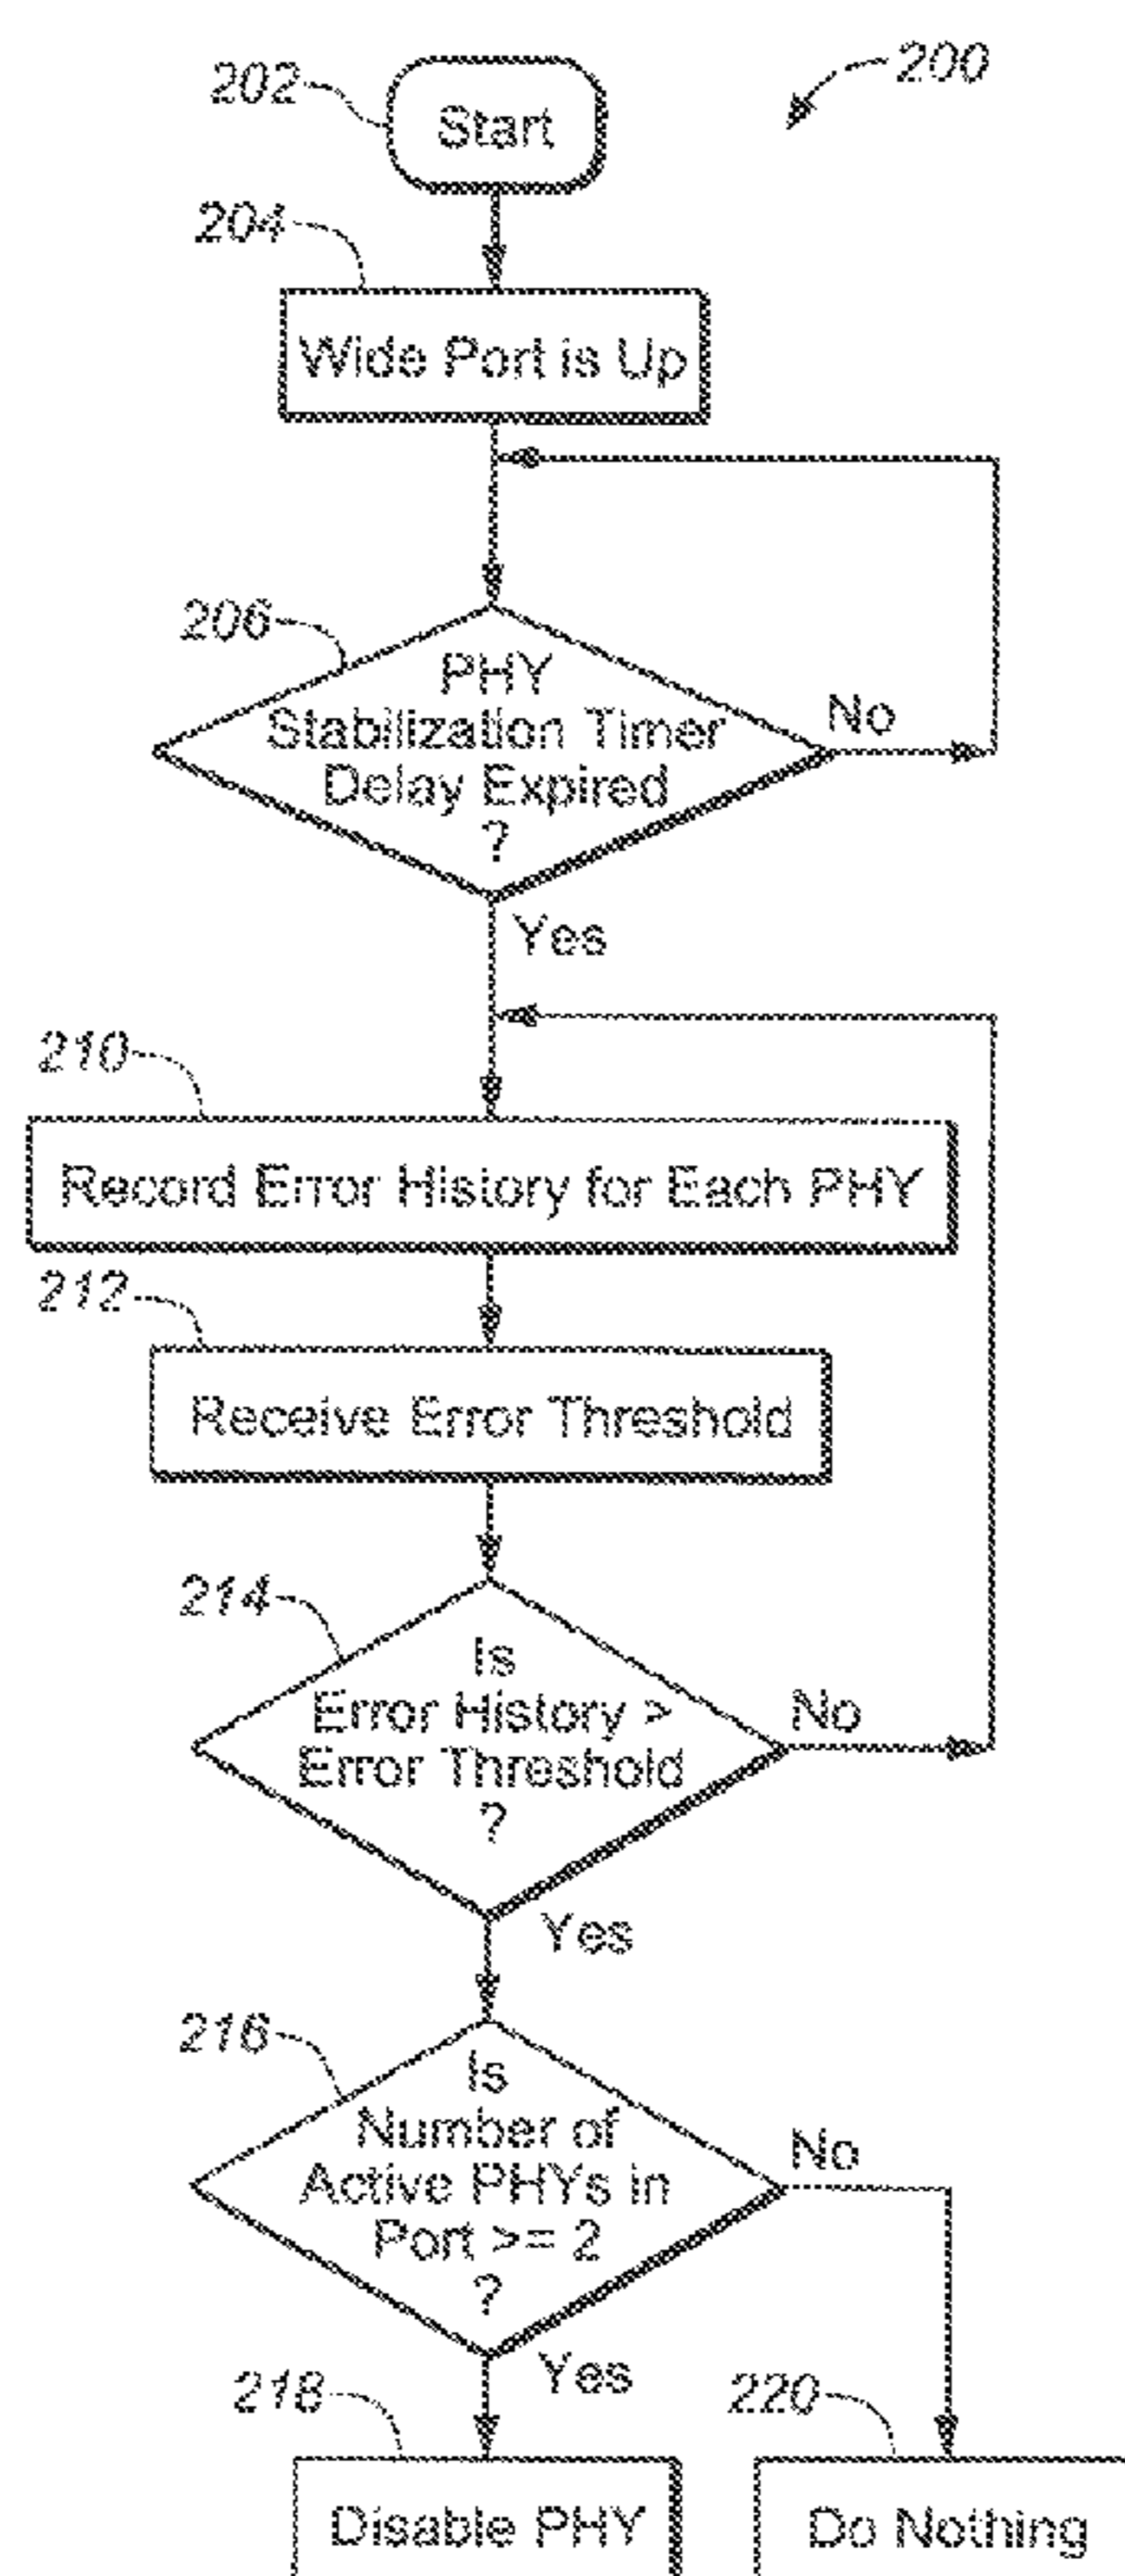 200
202
Start
204
Wide Port is Up
206
PHY
Stabilization Timer
Delay Expired
?
No
Yes
210
Record Error History for Each PHY
212
Receive Error Threshold
214
Is
Error History >
Error Threshold
?
No
Yes
216
Is
Number of
Active PHYs in
Port >= 2
?
No
Yes
218
Disable PHY
220
Do Nothing